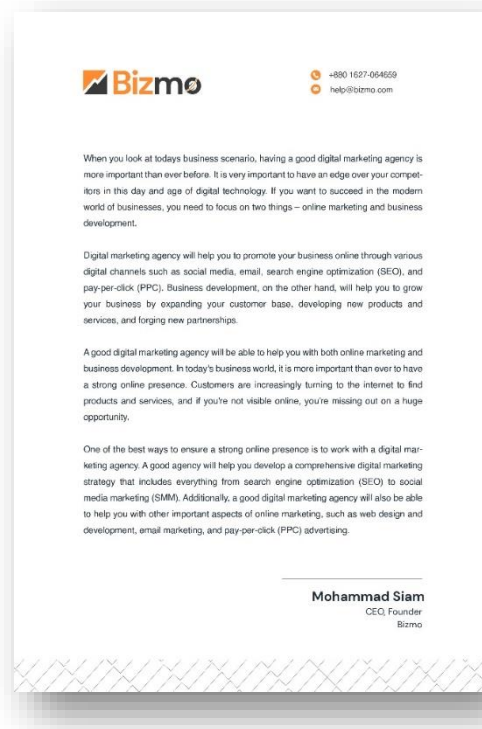 Bizmo
+880 1627-064659
help@bizmo.com
When you look at todays business scenario, having a good digital marketing agency is
more important than ever before. It is very important to have an edge over your compet-
itors in this day and age of digital technology. If you want to succeed in the modern
world of businesses, you need to focus on two things – online marketing and business
development.
Digital marketing agency will help you to promote your business online through various
digital channels such as social media, email, search engine optimization (SEO), and
pay-per-click (PPC). Business development, on the other hand, will help you to grow
your business by expanding your customer base, developing new products and
services, and forging new partnerships.
A good digital marketing agency will be able to help you with both online marketing and
business development. In today's business world, it is more important than ever to have
a strong online presence. Customers are increasingly turning to the internet to find
products and services, and if you're not visible online, you're missing out on a huge
opportunity.
One of the best ways to ensure a strong online presence is to work with a digital mar-
keting agency. A good agency will help you develop a comprehensive digital marketing
strategy that includes everything from search engine optimization (SEO) to social
media marketing (SMM). Additionally, a good digital marketing agency will also be able
to help you with other important aspects of online marketing, such as web design and
development, email marketing, and pay-per-click (PPC) advertising.
Mohammad Siam
CEO, Founder
Bizmo